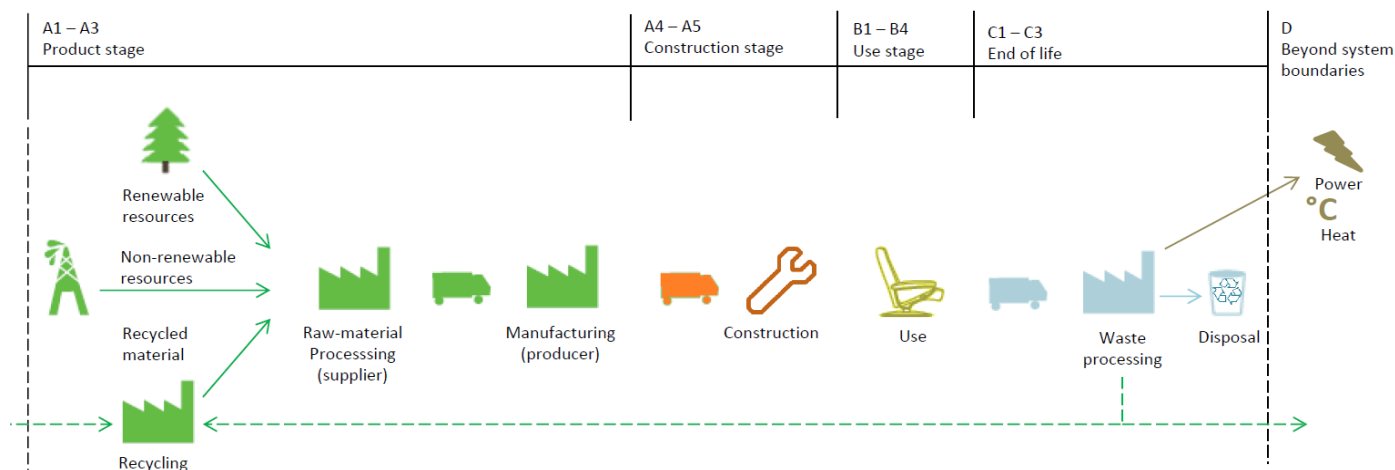 A1 – A3
Product stage
A4 – A5
Construction stage
B1 – B4
Use stage
C1 – C3
End of life
D
Beyond system
boundaries
Renewable
resources
Non-renewable
resources
Recycled
material
Recycling
Raw-material
Processsing
(supplier)
Manufacturing
(producer)
Construction
Use
Waste
processing
Disposal
Power
°C
Heat